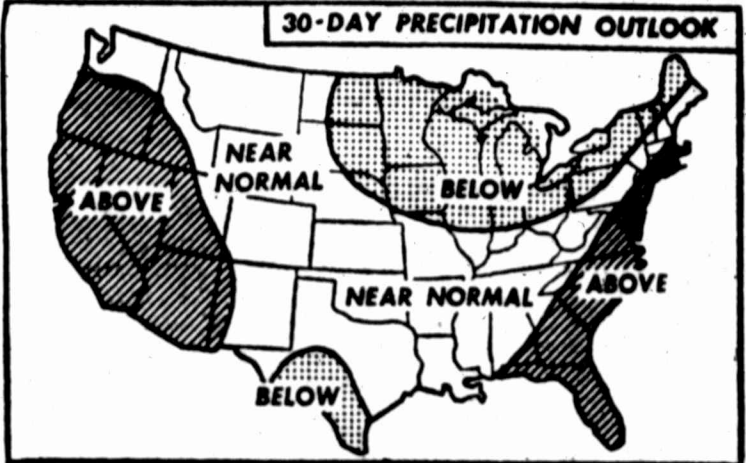 30-DAY PRECIPITATION OUTLOOK
NEAR
NORMAL
ABOVE
BELOW
NEAR NORMAL
ABOVE
BELOW